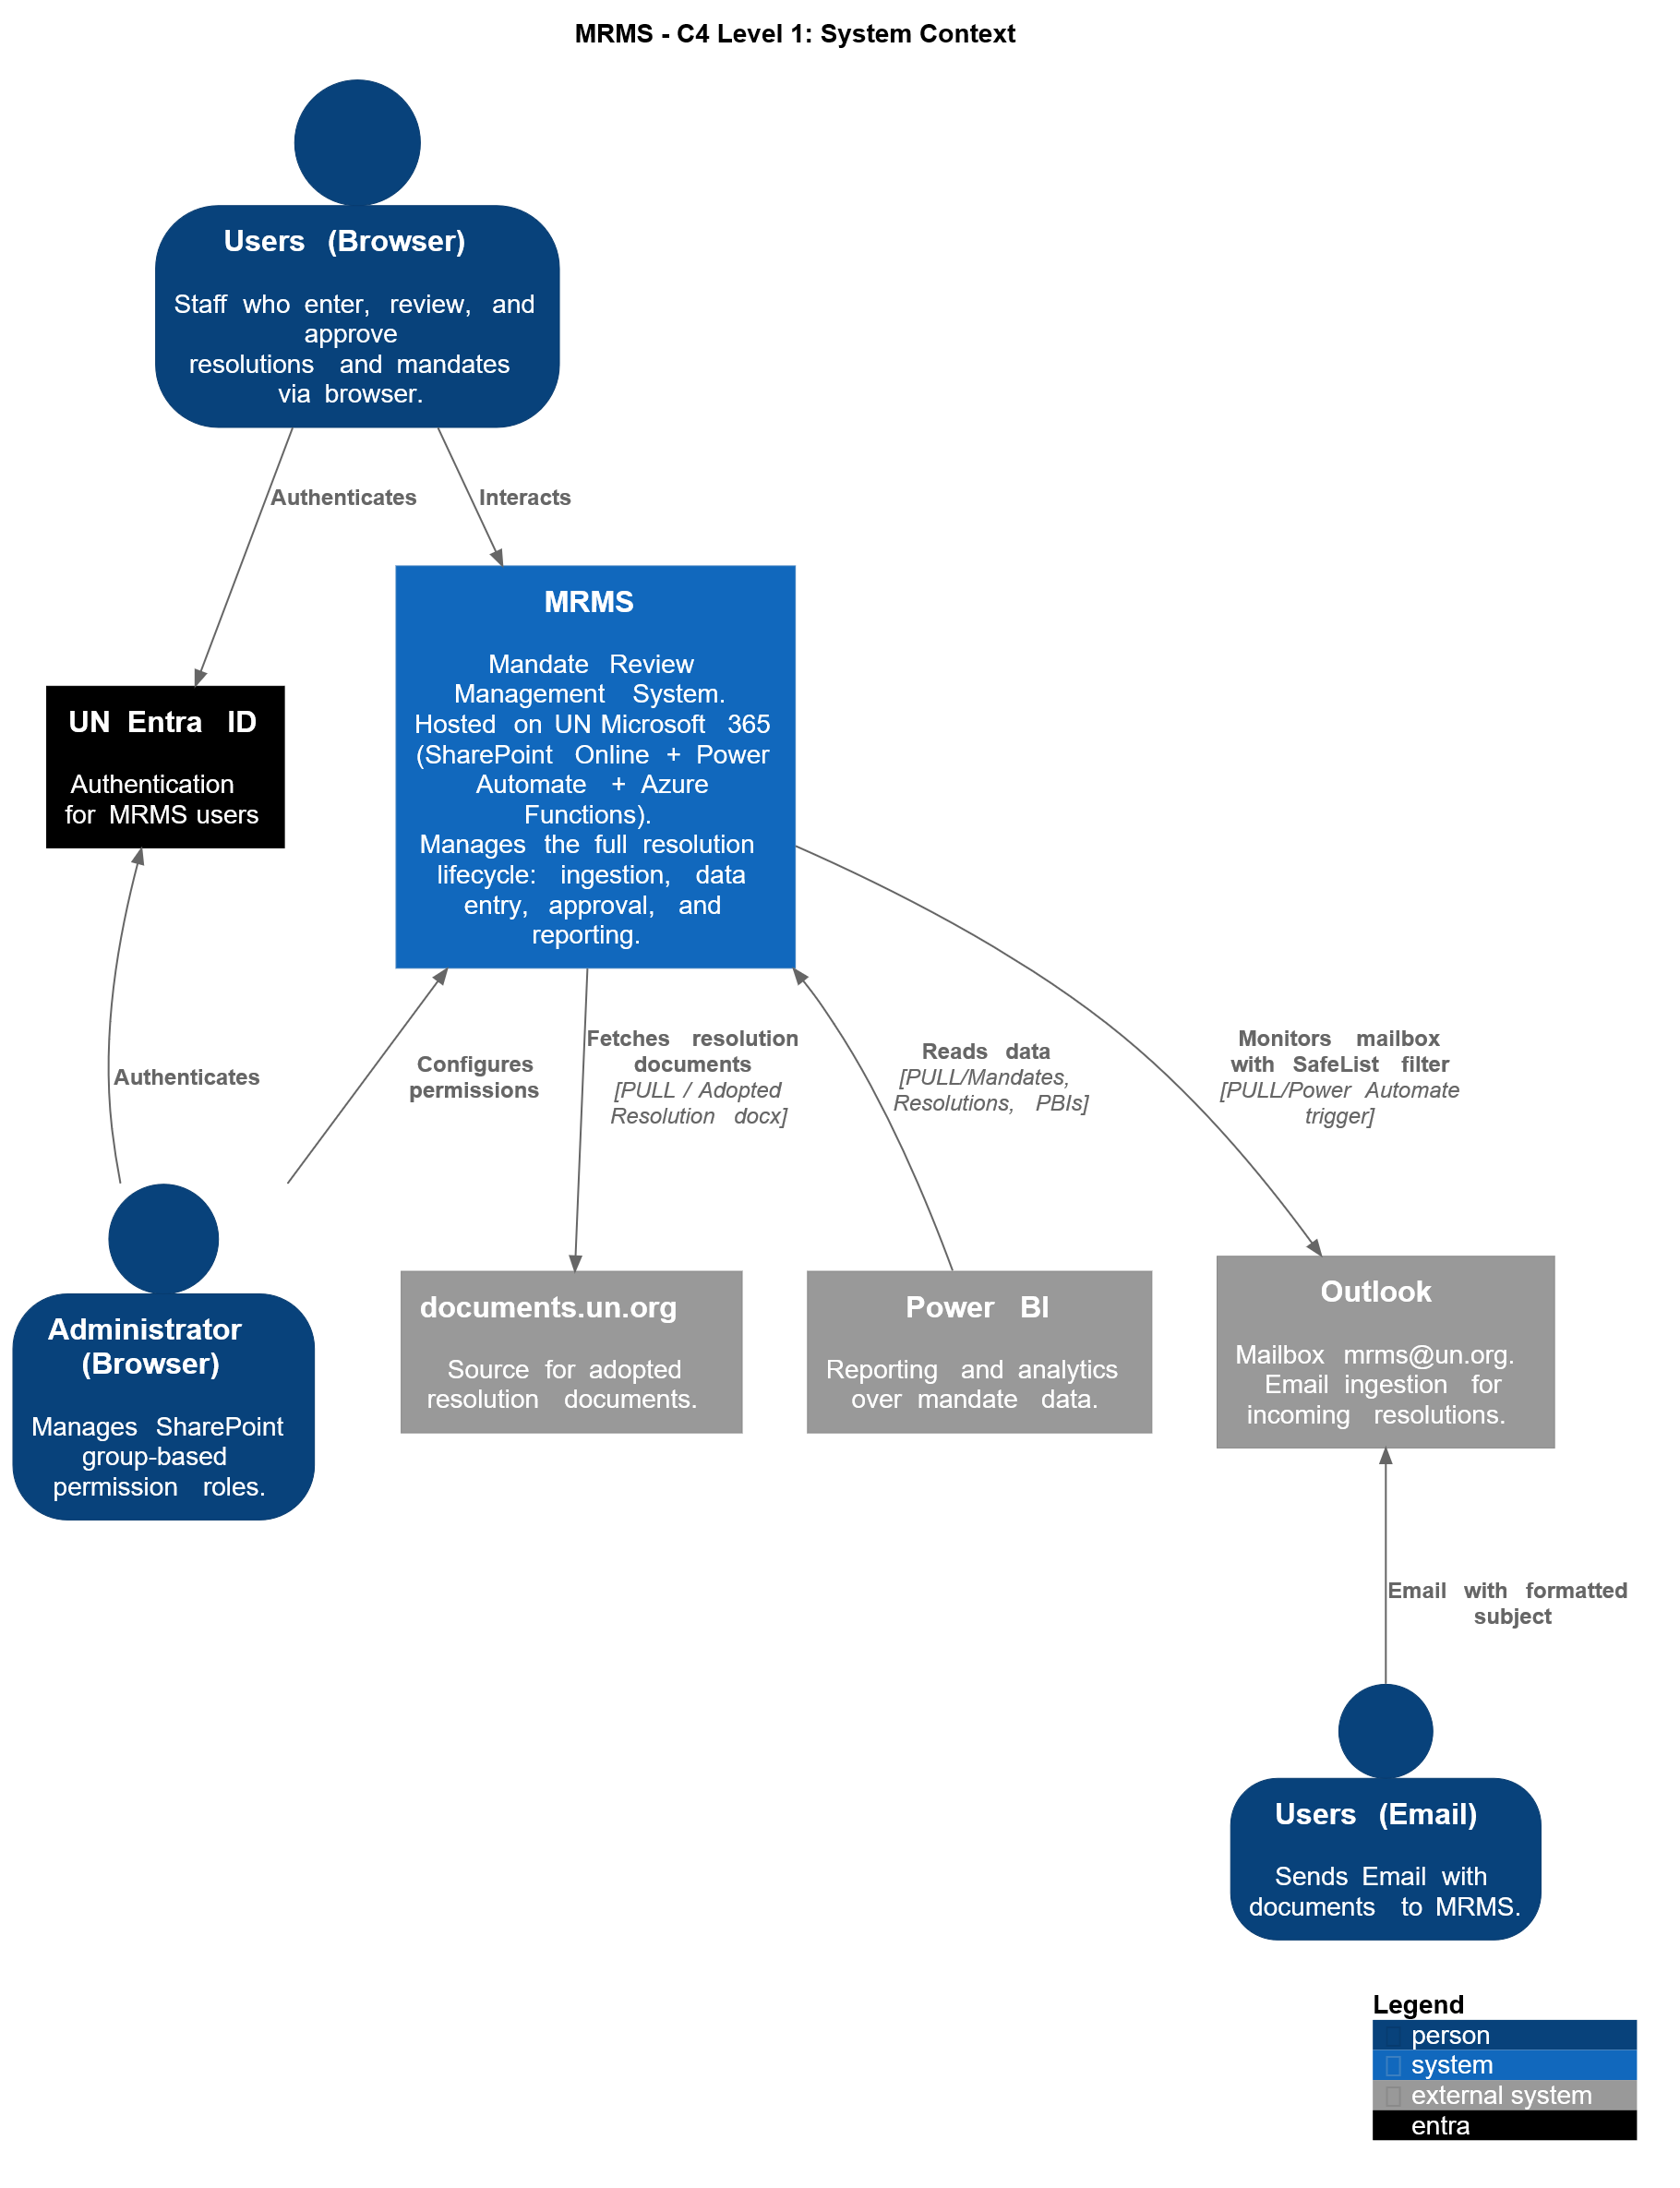 MRMS - C4 Level 1: System Context
Users (Browser)
Staff who enter, review, and
approve
resolutions and mandates
via browser.
Authenticates
Interacts
MRMS
Mandate Review
Management System.
Hosted on UN Microsoft 365
(SharePoint Online + Power
Automate + Azure
Functions).
Manages the full resolution
lifecycle: ingestion, data
entry, approval, and
reporting.
UN Entra ID
Authentication
for MRMS users
Authenticates
Configures
permissions
Fetches resolution
documents
[PULL / Adopted
Resolution docx]
Reads data
[PULL/Mandates,
Resolutions, PBIs]
Monitors mailbox
with SafeList filter
[PULL/Power Automate
trigger]
Administrator
(Browser)
Manages SharePoint
group-based
permission roles.
documents.un.org
Source for adopted
resolution documents.
Power BI
Reporting and analytics
over mandate data.
Outlook
Mailbox mrms@un.org.
Email ingestion for
incoming resolutions.
Email with formatted
subject
Users (Email)
Sends Email with
documents to MRMS.
Legend
person
system
external system
entra